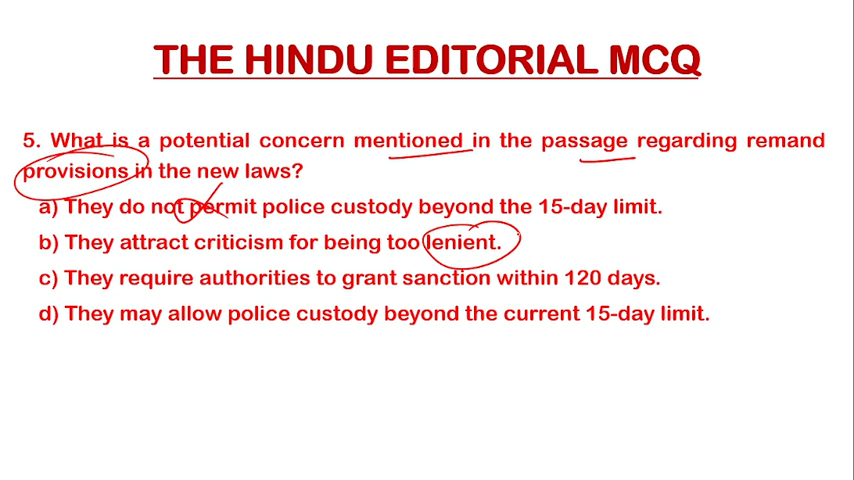 THE HINDU EDITORIAL MCQ
5. What is a potential concern mentioned in the passage regarding remand
provisions in the new laws?
a) They do not permit police custody beyond the 15-day limit.
b) They attract criticism for being too lenient.
c) They require authorities to grant sanction within 120 days.
d) They may allow police custody beyond the current 15-day limit.